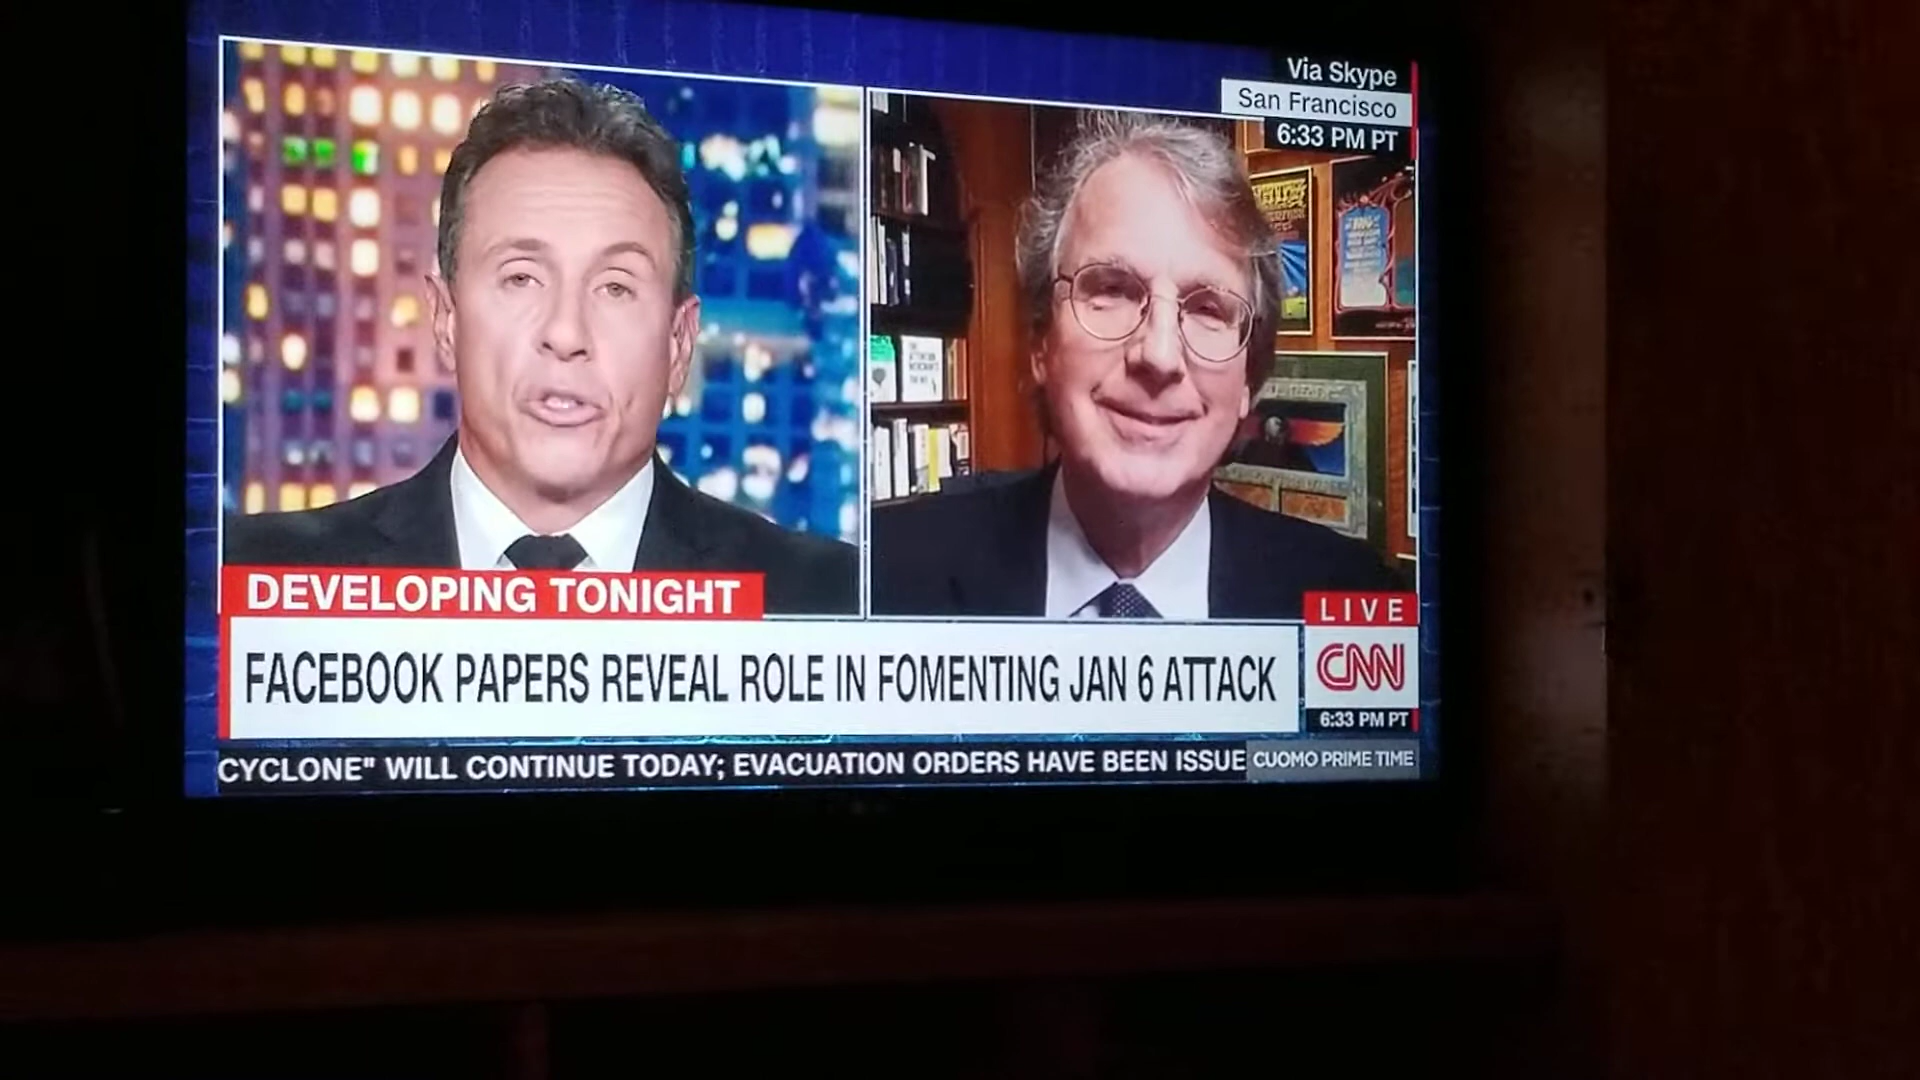 Via Skype
San Francisco
6:33 PM PT
DEVELOPING TONIGHT
FACEBOOK PAPERS REVEAL ROLE IN FOMENTING JAN 6 ATTACK
LIVE
CNN
6:33 PM PT
CYCLONE" WILL CONTINUE TODAY; EVACUATION ORDERS HAVE BEEN ISSUE
CUOMO PRIME TIME